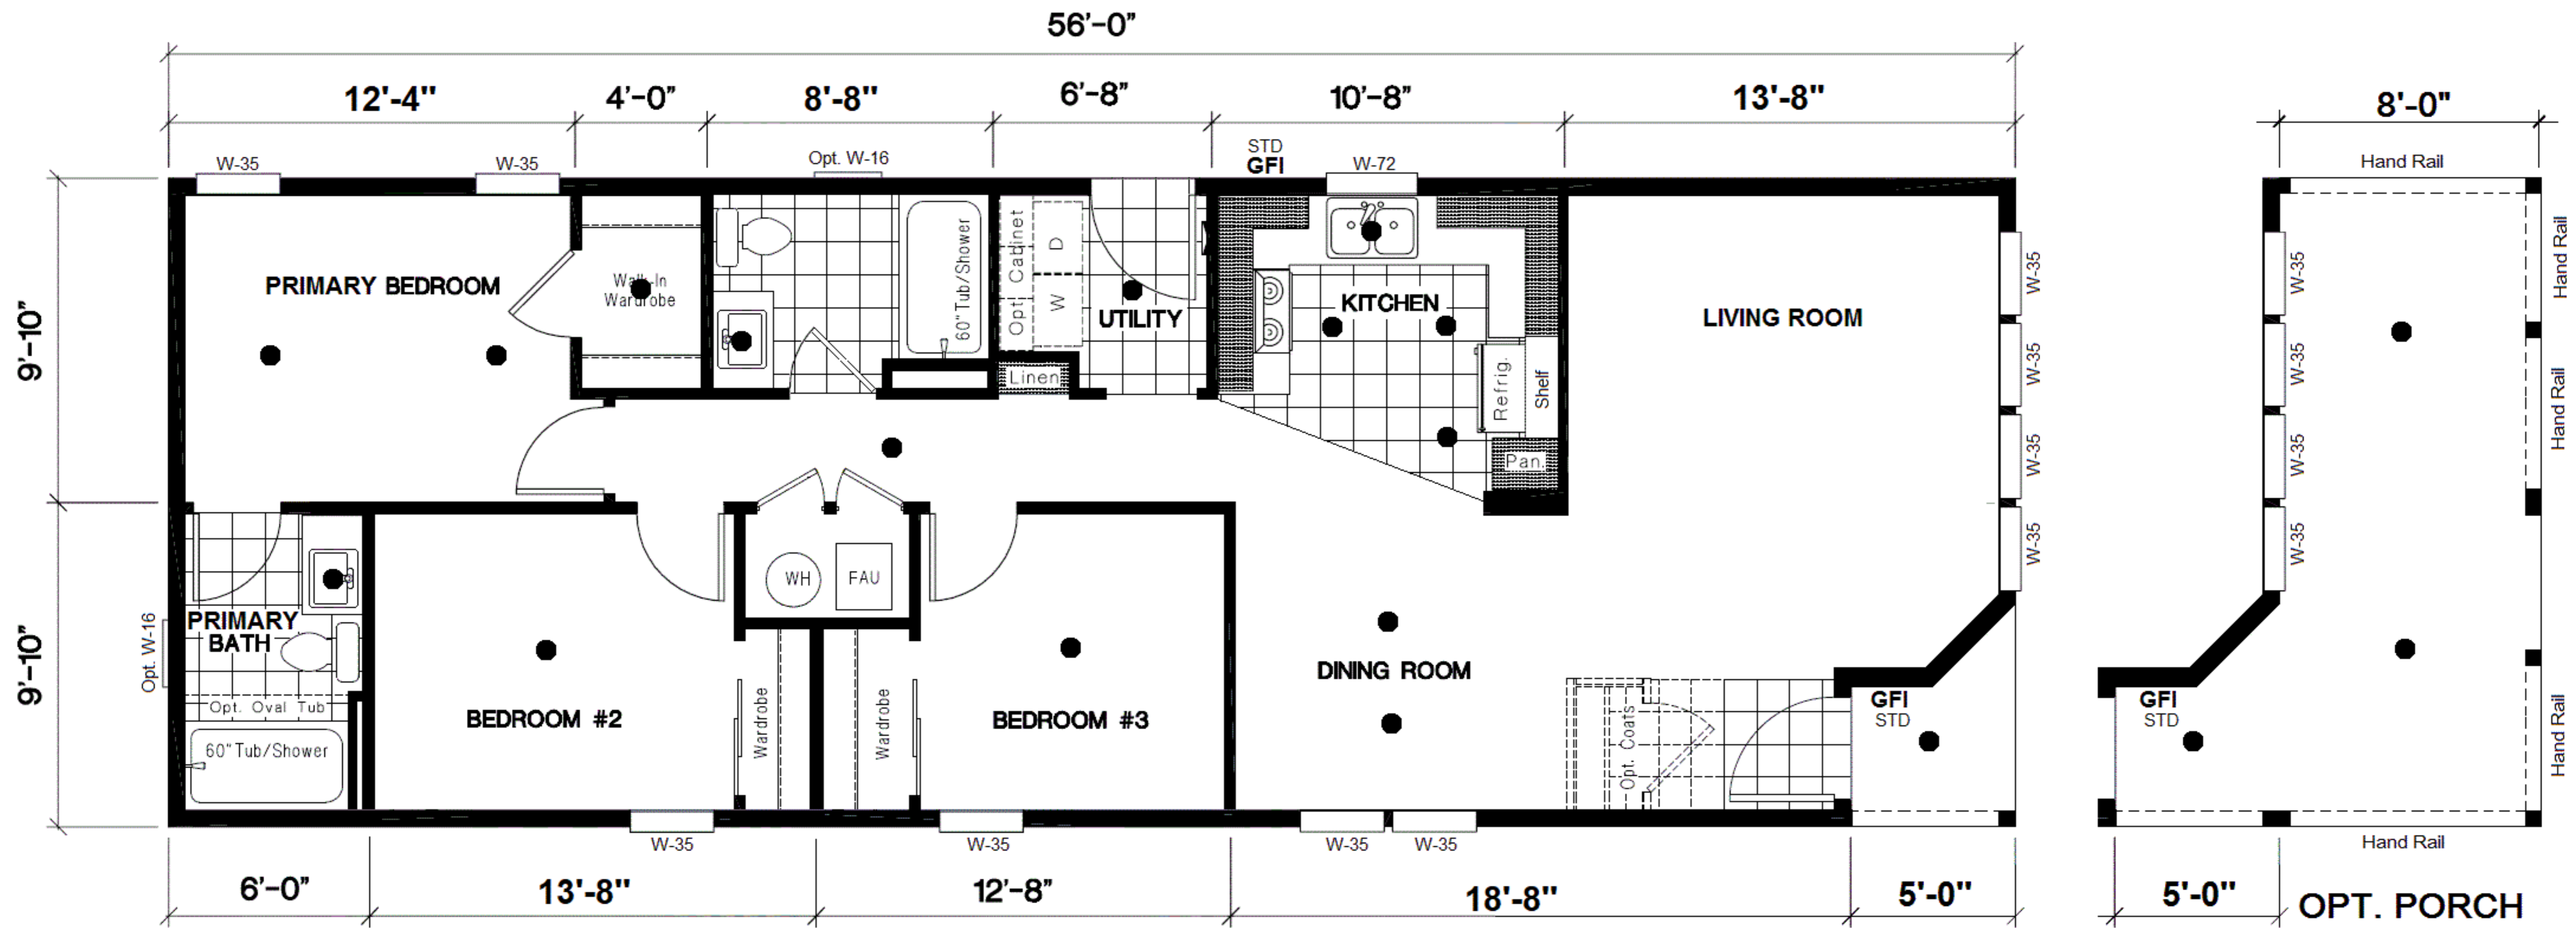 56'-0"
12'-4"
4'-0"
8'-8"
6'-8"
10'-8"
13'-8"
8'-0"
W-35
W-35
Opt. W-16
STD
GFI
W-72
Hand Rail
PRIMARY BEDROOM
Walk-In
Wardrobe
60" Tub/Shower
Opt. Cabinet
D
W
UTILITY
Linen
KITCHEN
Refrig.
Shelf
Pan.
LIVING ROOM
W-35
W-35
W-35
W-35
W-35
W-35
W-35
W-35
Hand Rail
Hand Rail
Hand Rail
9'-10"
9'-10"
Opt. W-16
PRIMARY
BATH
Opt. Oval Tub
60" Tub/Shower
WH
FAU
BEDROOM #2
Wardrobe
Wardrobe
BEDROOM #3
DINING ROOM
Opt. Coats
GFI
STD
GFI
STD
W-35
W-35
W-35
W-35
Hand Rail
6'-0"
13'-8"
12'-8"
18'-8"
5'-0"
5'-0"
OPT. PORCH